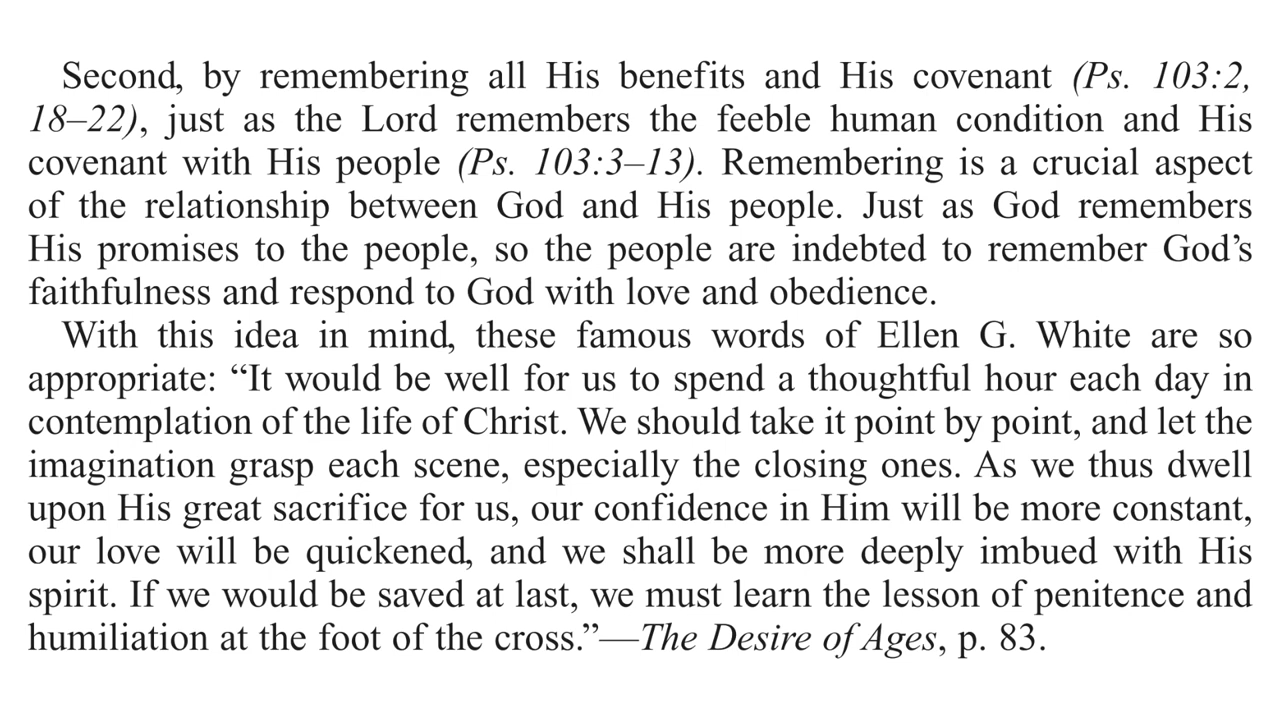 Second, by remembering all His benefits and His covenant (Ps. 103:2,
18–22), just as the Lord remembers the feeble human condition and His
covenant with His people (Ps. 103:3–13). Remembering is a crucial aspect
of the relationship between God and His people. Just as God remembers
His promises to the people, so the people are indebted to remember God’s
faithfulness and respond to God with love and obedience.
With this idea in mind, these famous words of Ellen G. White are so
appropriate: “It would be well for us to spend a thoughtful hour each day in
contemplation of the life of Christ. We should take it point by point, and let the
imagination grasp each scene, especially the closing ones. As we thus dwell
upon His great sacrifice for us, our confidence in Him will be more constant,
our love will be quickened, and we shall be more deeply imbued with His
spirit. If we would be saved at last, we must learn the lesson of penitence and
humiliation at the foot of the cross.”—The Desire of Ages, p. 83.